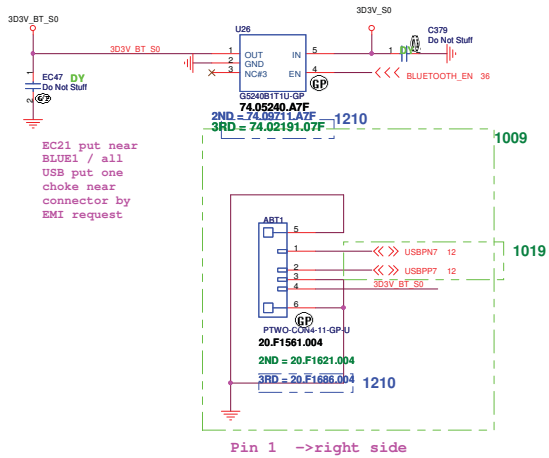 3D3V_BT_S0
3D3V_S0
U26
C379
Do Not Stuff
3D3V_BT_S0
1 OUT IN 5
2 GND
3 NC#3 EN 4
1
DY
BLUETOOTH_EN 36
GP
1
EC47 DY
Do Not Stuff
2
G5240B1T1U-GP
74.05240.A7F
2ND = 74.09711.A7F
3RD = 74.02191.07F
1210
1009
EC21 put near
BLUE1 / all
USB put one
choke near
connector by
EMI request
ABT1
5
1 USBPN7 12
1019
2 USBPP7 12
3
4 3D3V_BT_S0
6
GP
PTWO-CON4-11-GP-U
20.F1561.004
2ND = 20.F1621.004
3RD = 20.F1686.004
1210
Pin 1 ->right side